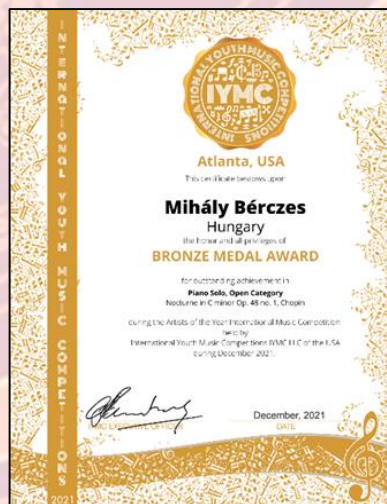 INTERNATIONAL YOUTH MUSIC COMPETITIONS
2021
INTERNATIONAL YOUTH MUSIC COMPETITIONS
IYMC
Atlanta, USA
This certificate bestows upon
Mihály Bérczes
Hungary
the honor and all privileges of
BRONZE MEDAL AWARD
for outstanding achievement in
Piano Solo, Open Category
Nocturne in C minor Op. 48 no. 1, Chopin
during the Artists of the Year International Music Competition
held by
International Youth Music Competitions IYMC LLC of the USA
during December 2021.
December, 2021
EXECUTIVE OFFICER
DATE